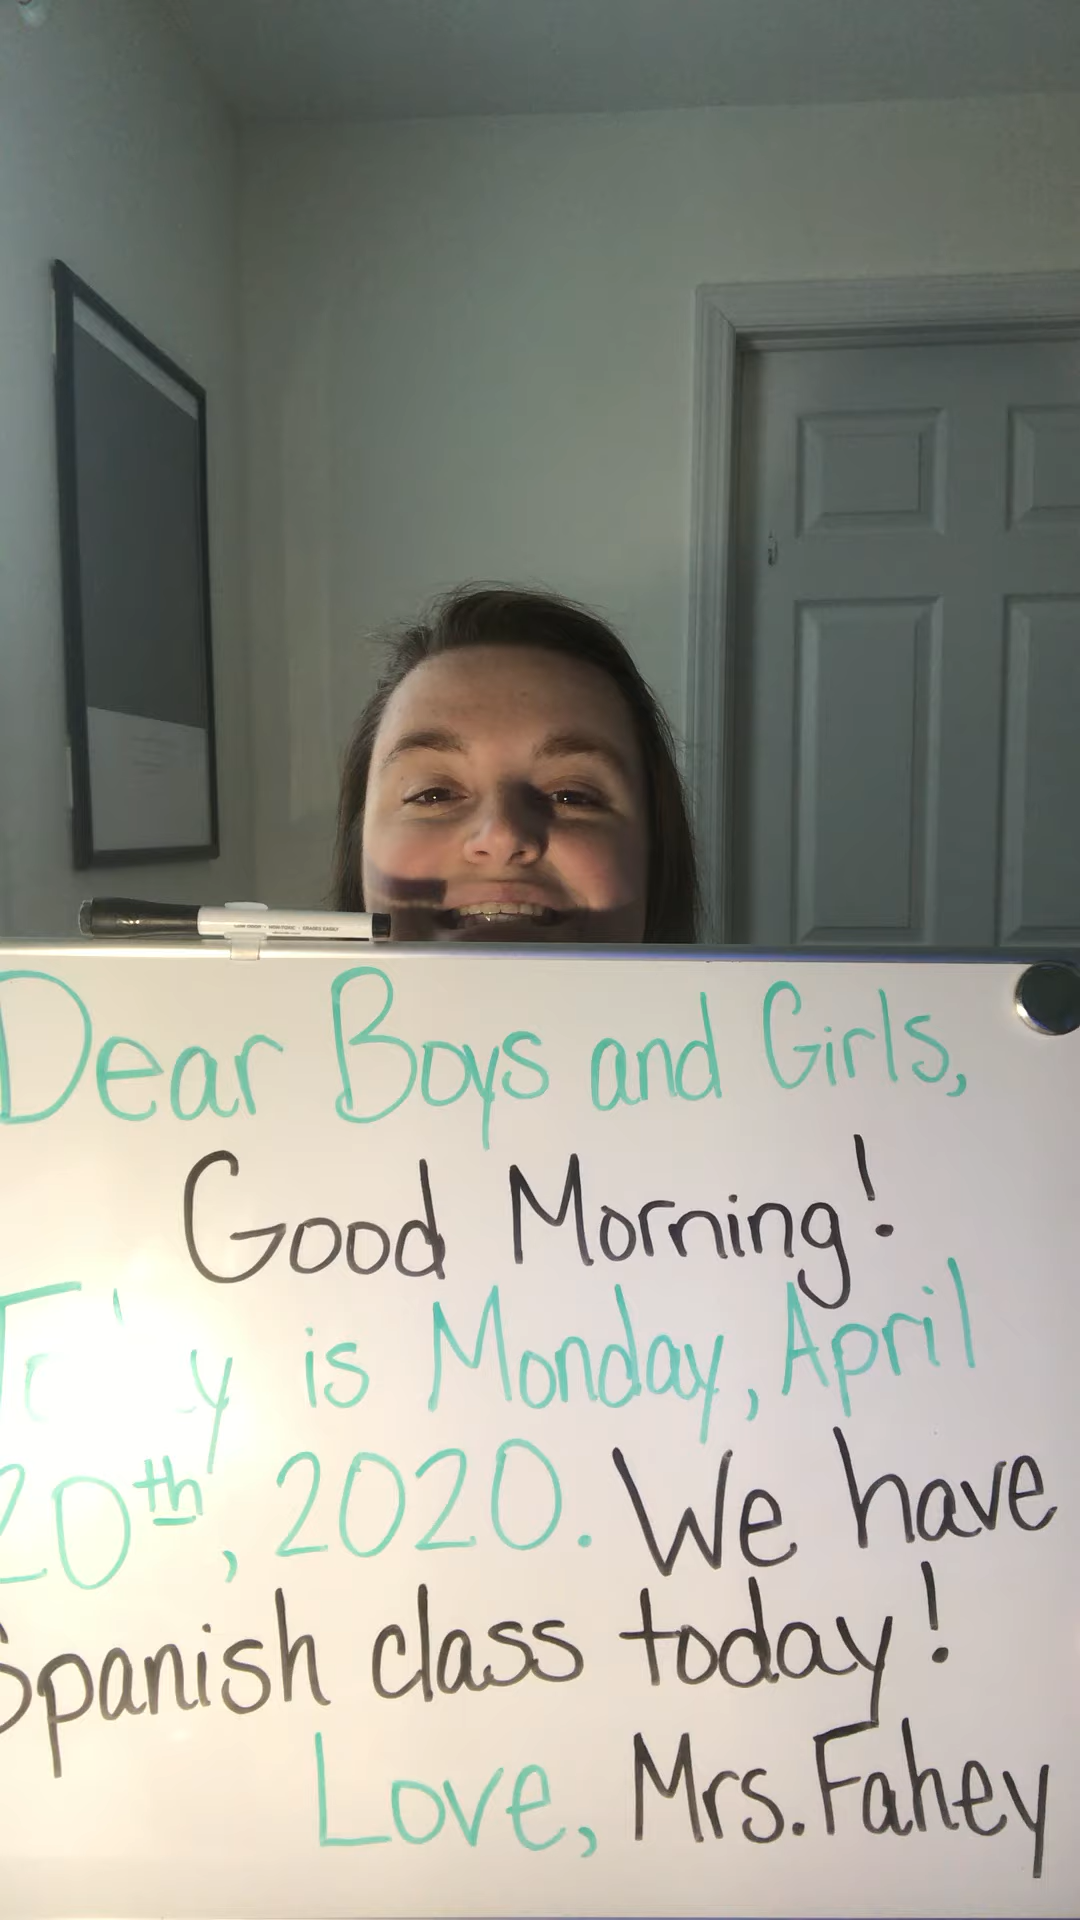 Dear Boys and Girls,
Good Morning!
is Monday, April
20th, 2020. We have
Spanish class today!
Love, Mrs. Fahey